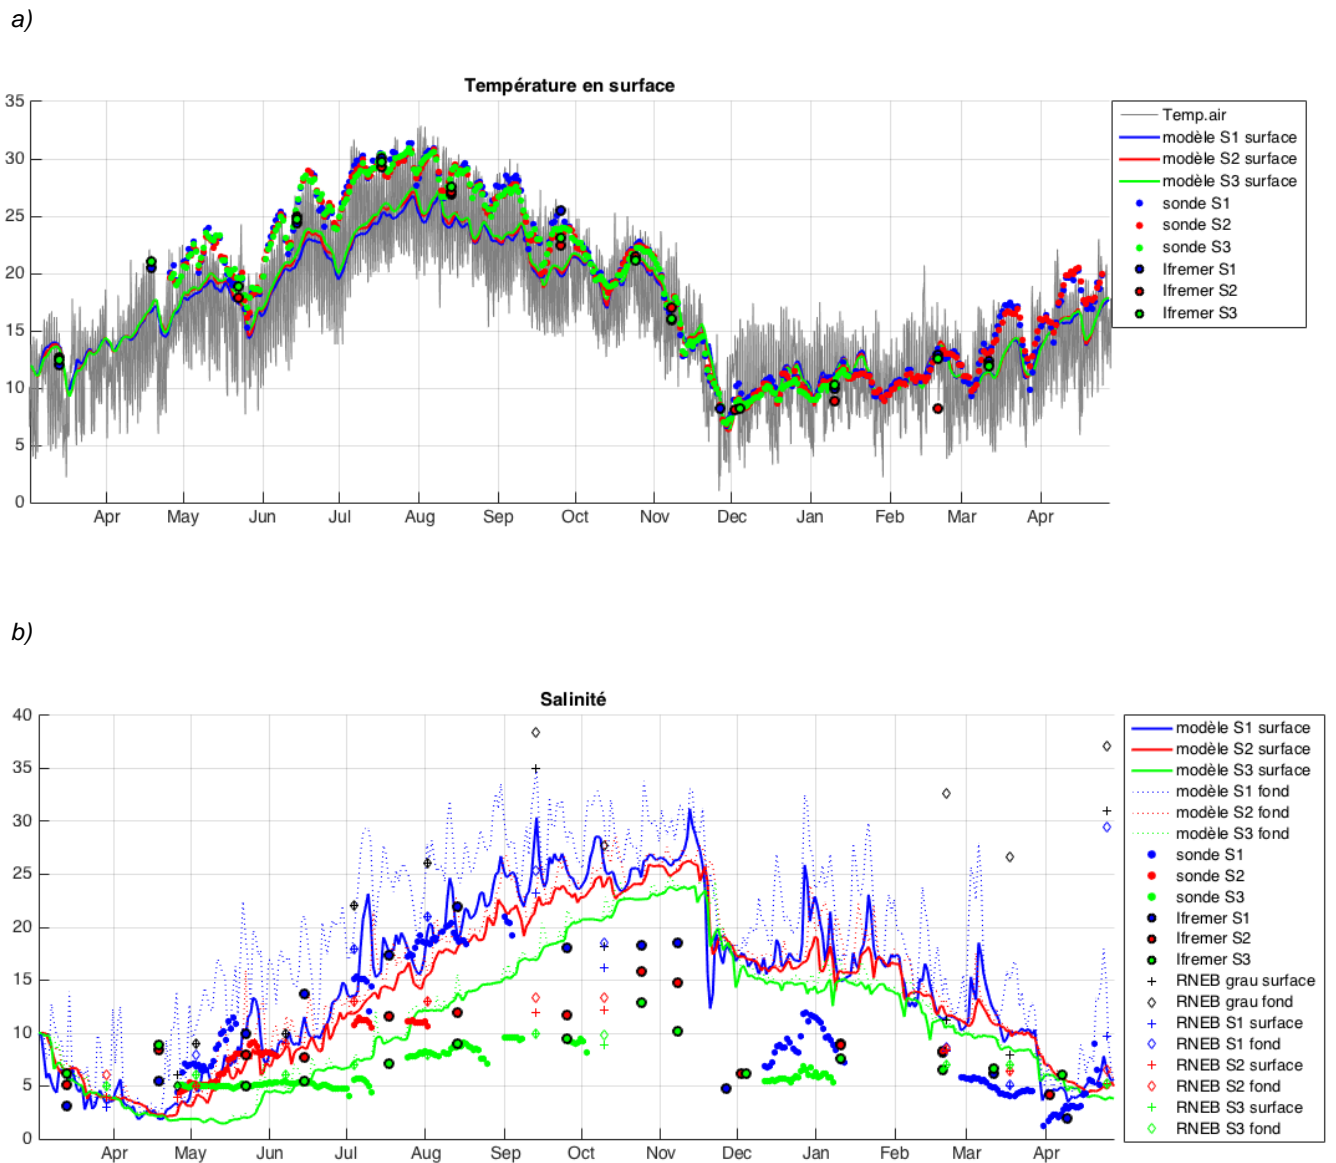 a)
Température en surface
35
30
25
20
15
10
5
0
Apr May Jun Jul Aug Sep Oct Nov Dec Jan Feb Mar Apr
Temp.air
modèle S1 surface
modèle S2 surface
modèle S3 surface
sonde S1
sonde S2
sonde S3
Ifremer S1
Ifremer S2
Ifremer S3
b)
Salinité
40
35
30
25
20
15
10
5
0
Apr May Jun Jul Aug Sep Oct Nov Dec Jan Feb Mar Apr
modèle S1 surface
modèle S2 surface
modèle S3 surface
modèle S1 fond
modèle S2 fond
modèle S3 fond
sonde S1
sonde S2
sonde S3
Ifremer S1
Ifremer S2
Ifremer S3
RNEB grau surface
RNEB grau fond
RNEB S1 surface
RNEB S1 fond
RNEB S2 surface
RNEB S2 fond
RNEB S3 surface
RNEB S3 fond